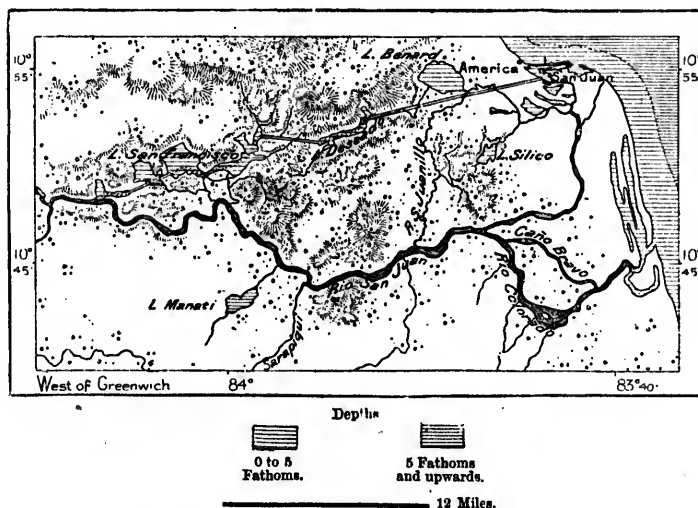 L. Benard
10° 55'
America
San Juan
10° 55
L. San Francisco
R. Deseado
L. Silico
R. S. Juanillo
10° 45'
Caño Bravo
10° 45
Rio San Juan
Rio Colorado
L. Manati
Sarapiqui
West of Greenwich
84°
83° 40'
Depths
0 to 5
Fathoms.
5 Fathoms
and upwards.
12 Miles.